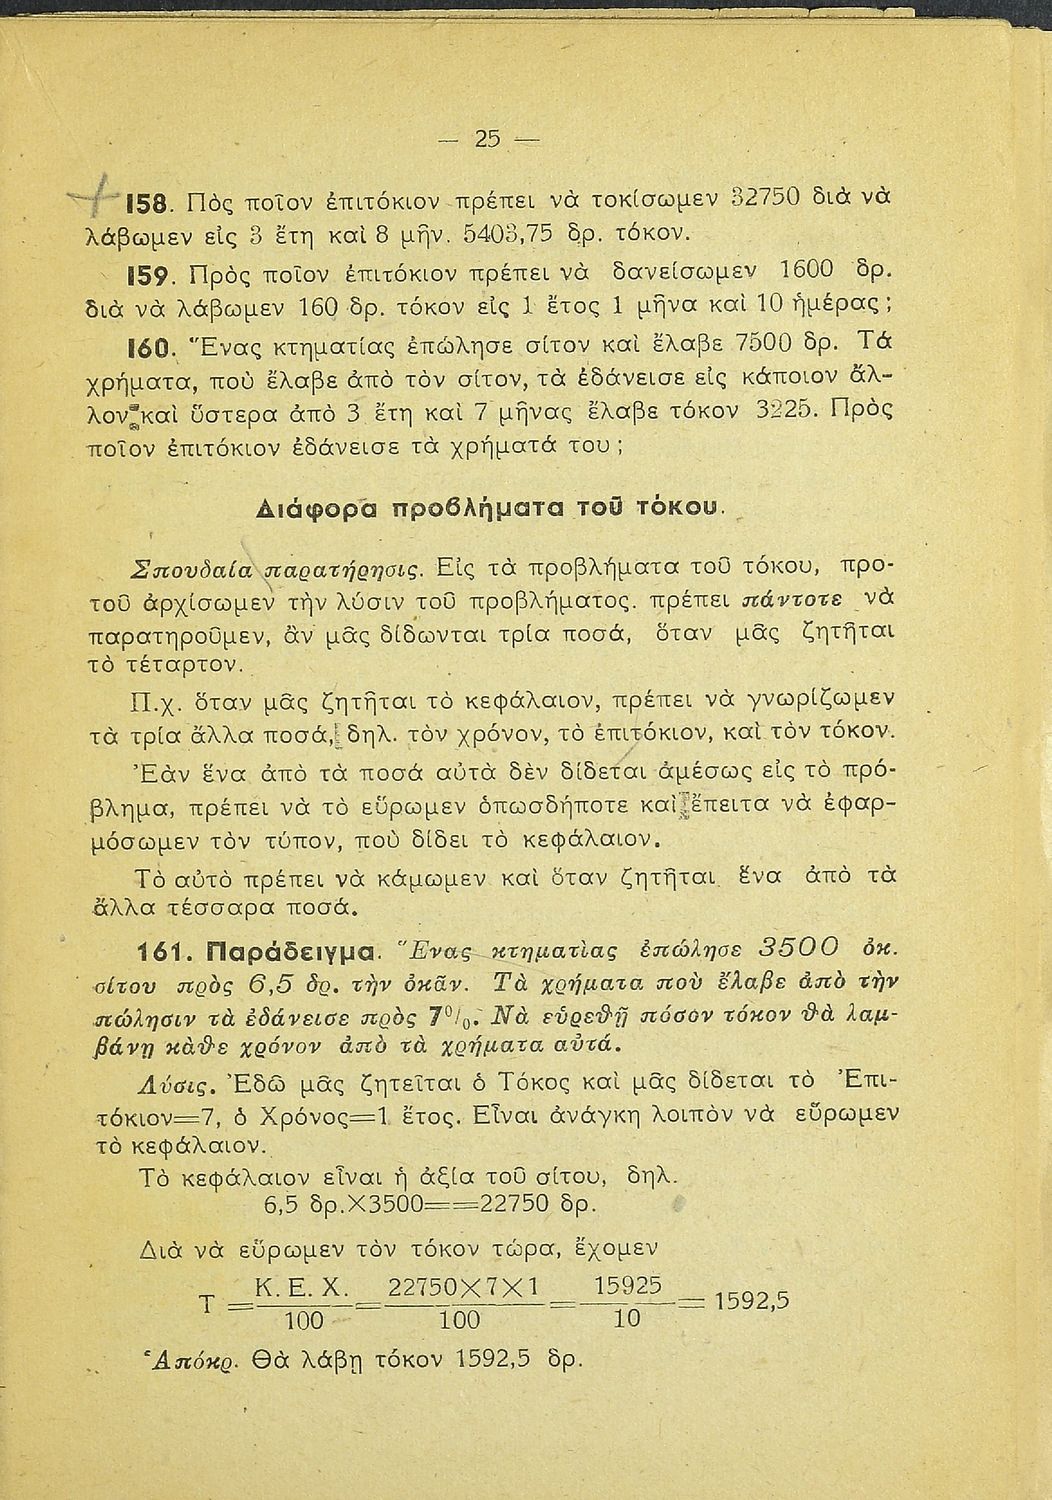 — 25 —
158. Πὸς ποῖον ἐπιτόκιον πρέπει νὰ τοκίσωμεν 32750 διὰ νὰ
λάβωμεν εἰς 3 ἔτη καὶ 8 μῆν. 5403,75 δρ. τόκον.
159. Πρὸς ποῖον ἐπιτόκιον πρέπει νὰ δανείσωμεν 1600 δρ.
διὰ νὰ λάβωμεν 160 δρ. τόκον εἰς 1 ἔτος 1 μῆνα καὶ 10 ἡμέρας;
160. Ἕνας κτηματίας ἐπώλησε σίτον καὶ ἔλαβε 7500 δρ. Τά
χρήματα, ποὺ ἔλαβε ἀπὸ τὸν σίτον, τὰ ἐδάνεισε εἰς κάποιον ἄλ-
λον καὶ ὕστερα ἀπὸ 3 ἔτη καὶ 7 μῆνας ἔλαβε τόκον 3225. Πρὸς
ποῖον ἐπιτόκιον ἐδάνεισε τὰ χρήματά του;
Διάφορα προβλήματα τοῦ τόκου.
Σπουδαία παρατήρησις. Εἰς τὰ προβλήματα τοῦ τόκου, προ-
τοῦ ἀρχίσωμεν τὴν λύσιν τοῦ προβλήματος. πρέπει πάντοτε νὰ
παρατηροῦμεν, ἂν μᾶς δίδωνται τρία ποσά, ὅταν μᾶς ζητῆται
τὸ τέταρτον.
Π.χ. ὅταν μᾶς ζητῆται τὸ κεφάλαιον, πρέπει νὰ γνωρίζωμεν
τὰ τρία ἄλλα ποσά, δηλ. τὸν χρόνον, τὸ ἐπιτόκιον, καὶ τὸν τόκον.
Ἐὰν ἕνα ἀπὸ τὰ ποσά αὐτὰ δὲν δίδεται ἀμέσως εἰς τὸ πρό-
βλημα, πρέπει νὰ τὸ εὕρωμεν ὁπωσδήποτε καὶ ἔπειτα νὰ ἐφαρ-
μόσωμεν τὸν τύπον, ποὺ δίδει τὸ κεφάλαιον.
Τὸ αὐτὸ πρέπει νὰ κάμωμεν καὶ ὅταν ζητῆται ἕνα ἀπὸ τὰ
ἄλλα τέσσαρα ποσά.
161. Παράδειγμα. Ἕνας κτηματὶας ἐπώλησε 3500 ὀκ.
σίτου πρὸς 6,5 δρ. τὴν ὀκᾶν. Τὰ χρήματα ποὺ ἔλαβε ἀπὸ τὴν
πώλησιν τὰ ἐδάνεισε πρὸς 7%. Νὰ εὑρεθῇ πόσον τόκον θὰ λαμ-
βάνῃ κὰθε χρόνον ἀπὸ τὰ χρήματα αὐτά.
Λύσις. Ἐδῶ μᾶς ζητεῖται ὁ Τόκος καὶ μᾶς δίδεται τὸ Ἐπι-
τόκιον=7, ὁ Χρόνος=1 ἔτος. Εἶναι ἀνάγκη λοιπὸν νὰ εὕρωμεν
τὸ κεφάλαιον.
Τὸ κεφάλαιον εἶναι ἡ ἀξία τοῦ σίτου, δηλ.
6,5 δρ.Χ3500==22750 δρ.
Διὰ νὰ εὕρωμεν τὸν τόκον τώρα, ἔχομεν
Τ = Κ. Ε. Χ. / 100 = 22750Χ7Χ1 / 100 = 15925 / 10 = 1592,5
Ἀπόκρ. Θὰ λάβῃ τόκον 1592,5 δρ.